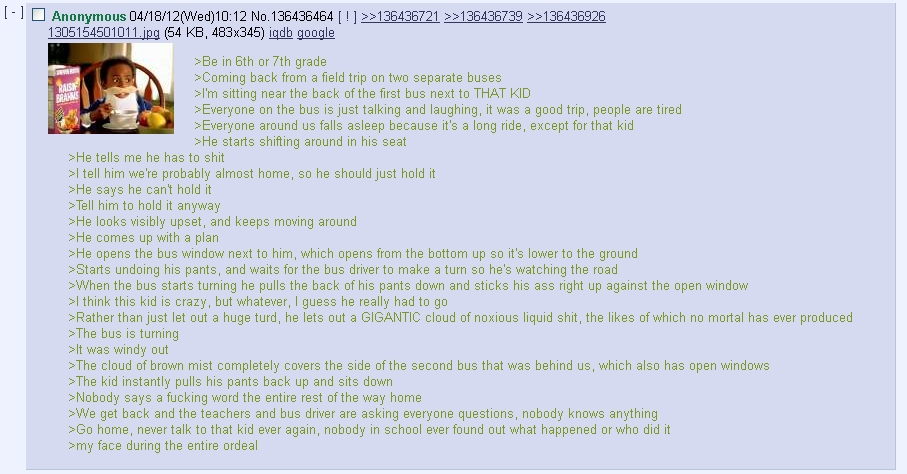 [ - ] Anonymous 04/18/12(Wed)10:12 No.136436464 [ ! ] >>136436721 >>136436739 >>136436926
1305154501011.jpg (54 KB, 483x345) iqdb google
RAISIN
BRAHMS
>Be in 6th or 7th grade
>Coming back from a field trip on two separate buses
>I'm sitting near the back of the first bus next to THAT KID
>Everyone on the bus is just talking and laughing, it was a good trip, people are tired
>Everyone around us falls asleep because it's a long ride, except for that kid
>He starts shifting around in his seat
>He tells me he has to shit
>I tell him we're probably almost home, so he should just hold it
>He says he can't hold it
>Tell him to hold it anyway
>He looks visibly upset, and keeps moving around
>He comes up with a plan
>He opens the bus window next to him, which opens from the bottom up so it's lower to the ground
>Starts undoing his pants, and waits for the bus driver to make a turn so he's watching the road
>When the bus starts turning he pulls the back of his pants down and sticks his ass right up against the open window
>I think this kid is crazy, but whatever, I guess he really had to go
>Rather than just let out a huge turd, he lets out a GIGANTIC cloud of noxious liquid shit, the likes of which no mortal has ever produced
>The bus is turning
>It was windy out
>The cloud of brown mist completely covers the side of the second bus that was behind us, which also has open windows
>The kid instantly pulls his pants back up and sits down
>Nobody says a fucking word the entire rest of the way home
>We get back and the teachers and bus driver are asking everyone questions, nobody knows anything
>Go home, never talk to that kid ever again, nobody in school ever found out what happened or who did it
>my face during the entire ordeal